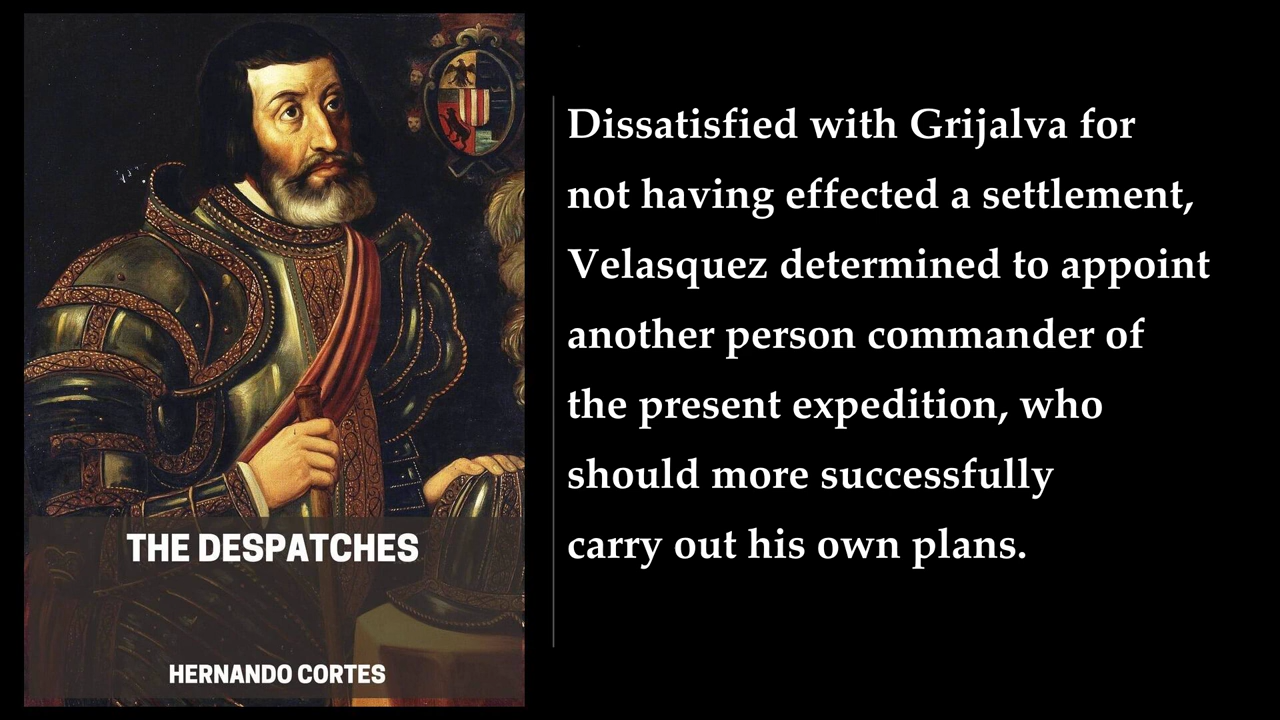 THE DESPATCHES
HERNANDO CORTES
Dissatisfied with Grijalva for
not having effected a settlement,
Velasquez determined to appoint
another person commander of
the present expedition, who
should more successfully
carry out his own plans.